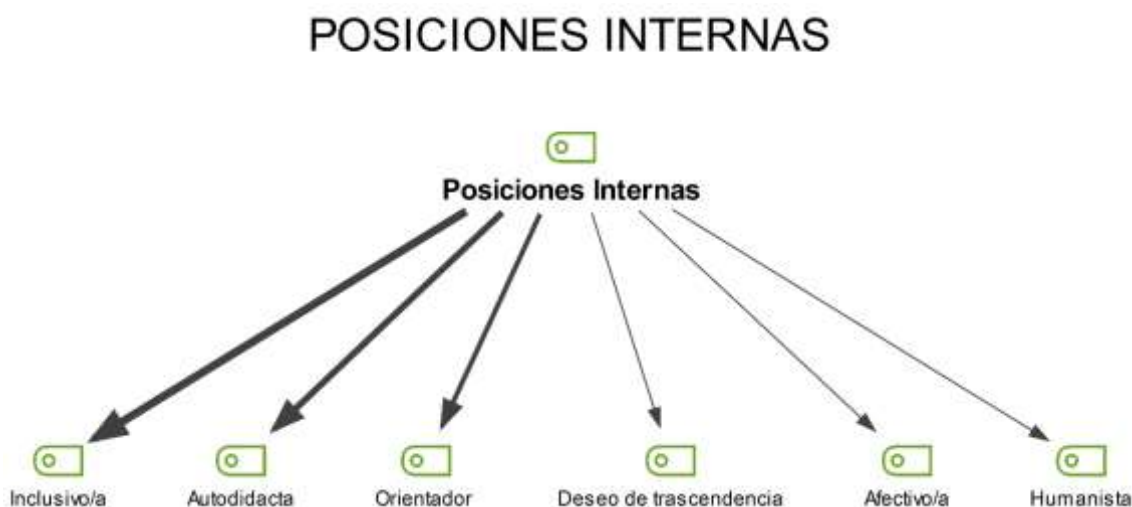 POSICIONES INTERNAS
Posiciones Internas
Inclusivo/a
Autodidacta
Orientador
Deseo de trascendencia
Afectivo/a
Humanista